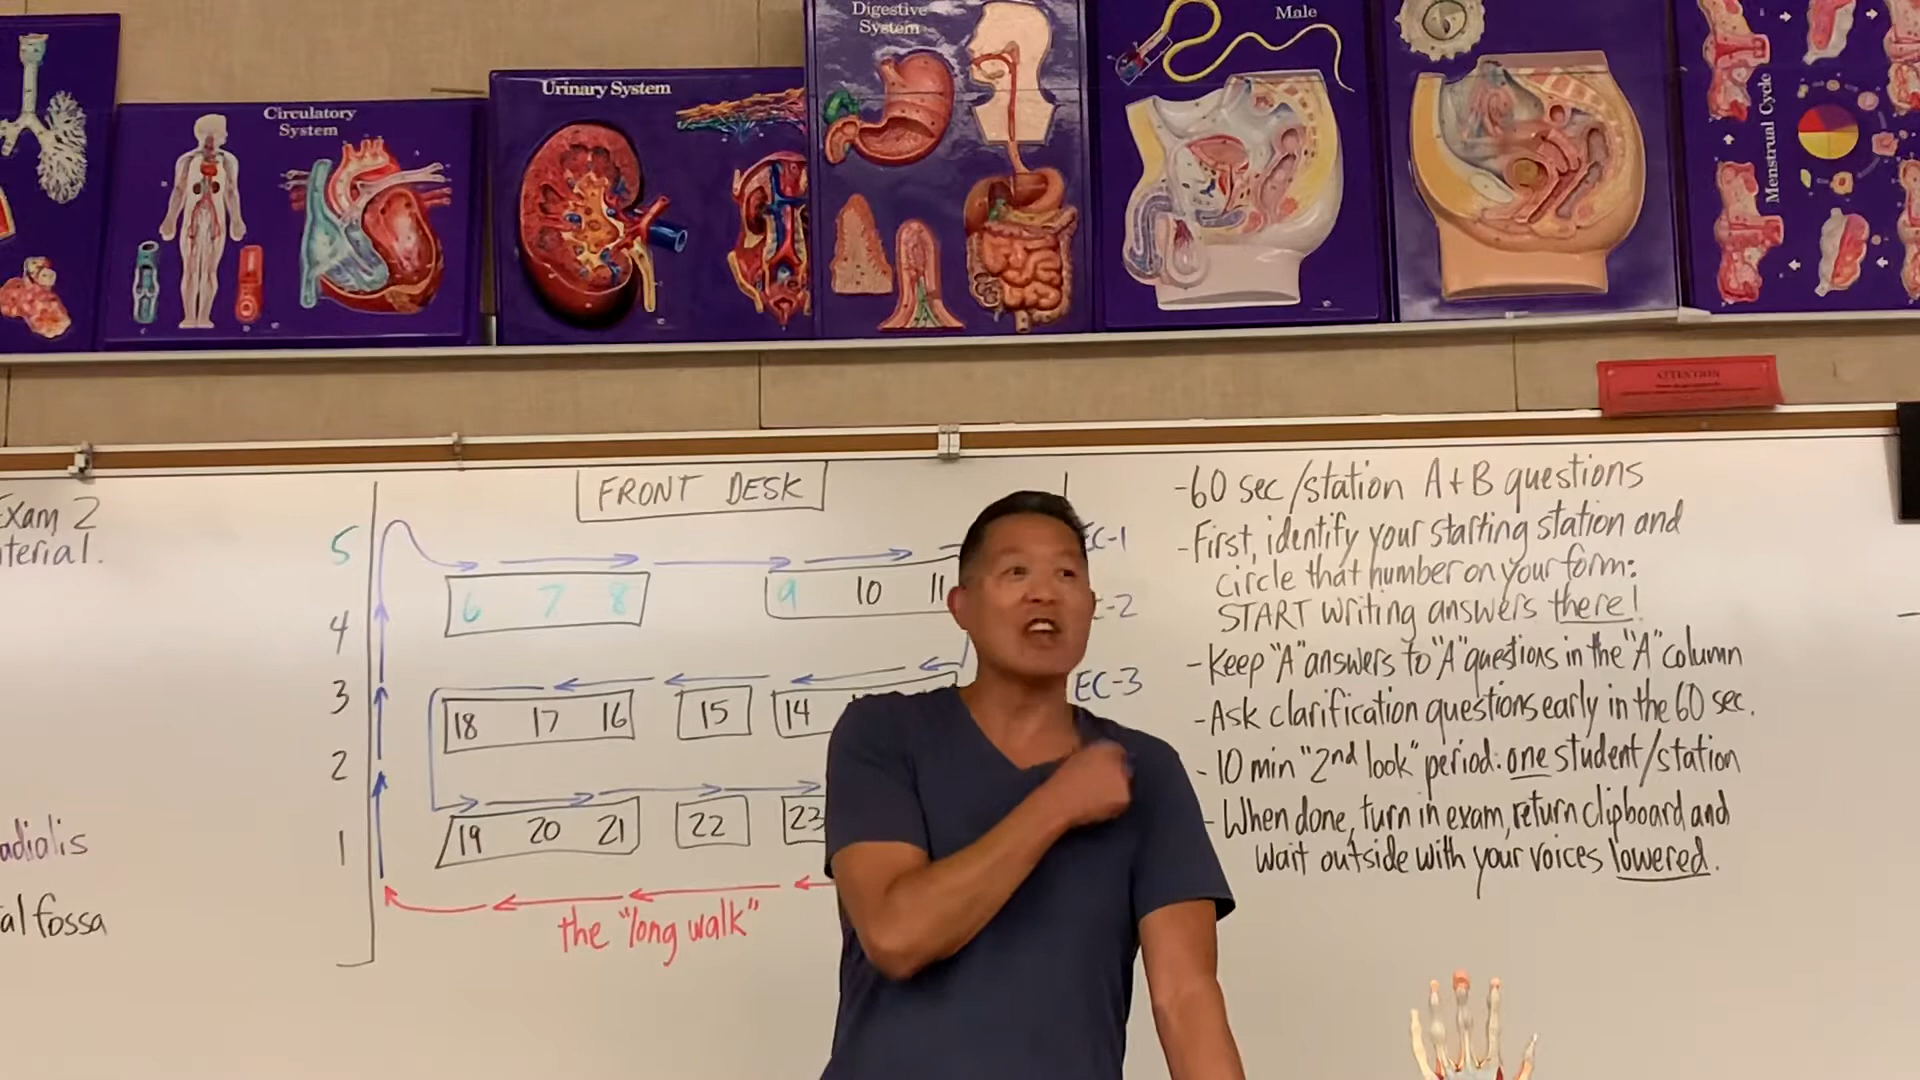 Digestive
System
Male
Circulatory
System
Urinary System
Menstrual Cycle
ATTENTION
Exam 2
FRONT DESK
5
4
3
2
1
6 7 8
9 10 11
18 17 16
15
14
19 20 21
22
23
the "long walk"
EC-1
-2
EC-3
-60 sec/station A+B questions
-First, identify your starting station and
circle that number on your form:
START writing answers there!
-Keep "A" answers to "A" questions in the "A" column
-Ask clarification questions early in the 60 sec.
-10 min "2nd look" period: one student/station
-When done, turn in exam, return clipboard and
wait outside with your voices lowered.
terial.
adialis
al fossa